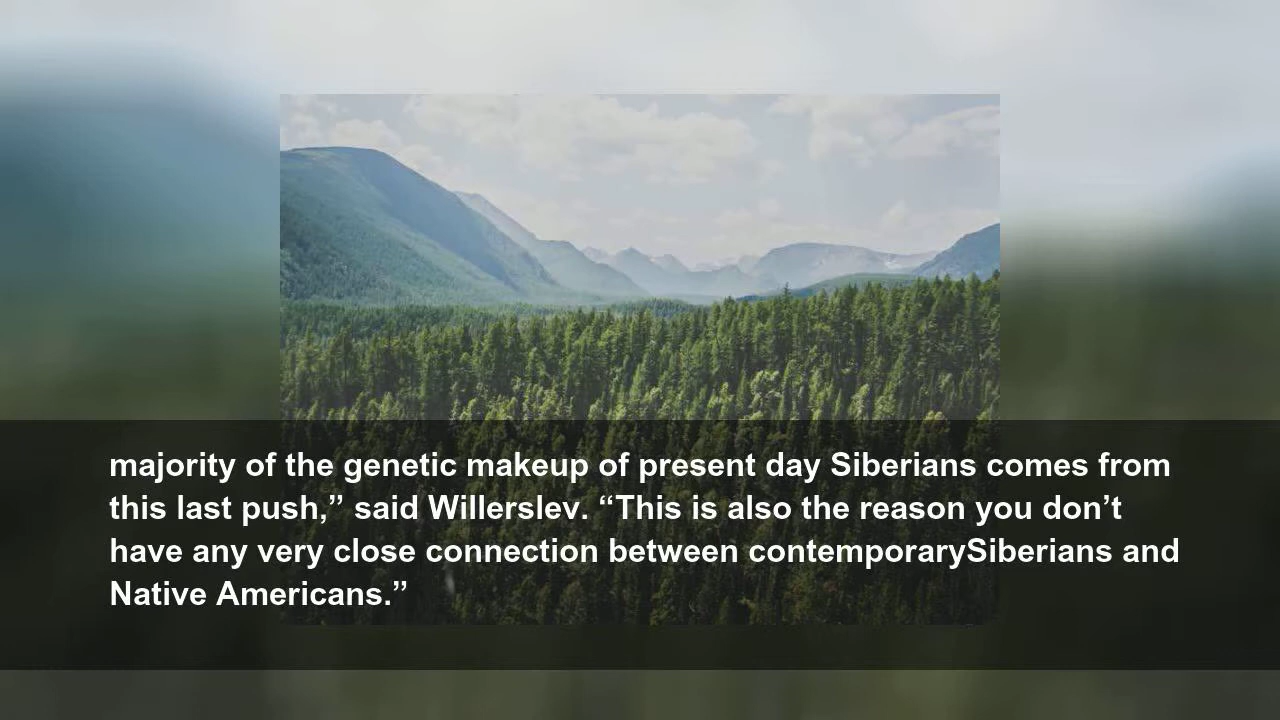 majority of the genetic makeup of present day Siberians comes from
this last push,” said Willerslev. “This is also the reason you don’t
have any very close connection between contemporarySiberians and
Native Americans.”